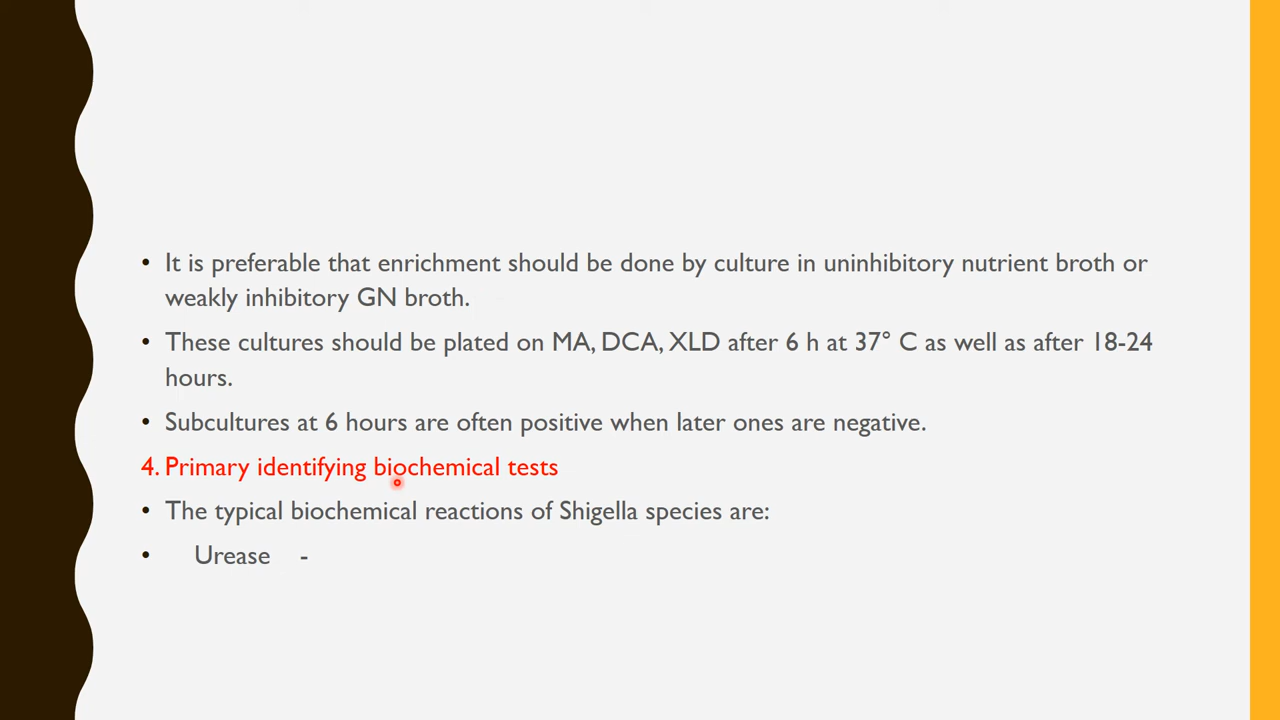 • It is preferable that enrichment should be done by culture in uninhibitory nutrient broth or
weakly inhibitory GN broth.
• These cultures should be plated on MA, DCA, XLD after 6 h at 37° C as well as after 18-24
hours.
• Subcultures at 6 hours are often positive when later ones are negative.
4. Primary identifying biochemical tests
• The typical biochemical reactions of Shigella species are:
• Urease -